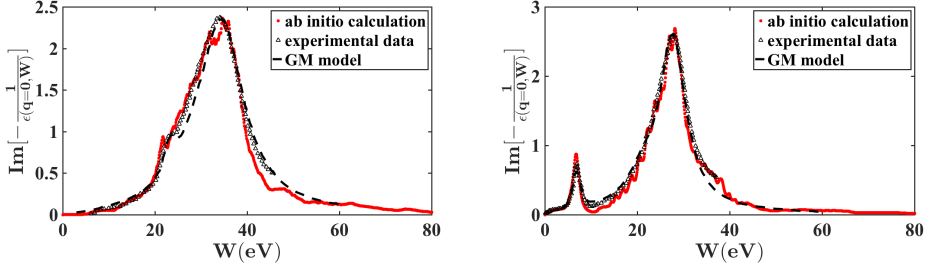 2.5
2
1.5
1
0.5
0
0 20 40 60 80
W(eV)
Im[-1/ε(q=0,W)]
ab initio calculation
experimental data
GM model
3
2
1
0
0 20 40 60 80
W(eV)
Im[-1/ε(q=0,W)]
ab initio calculation
experimental data
GM model